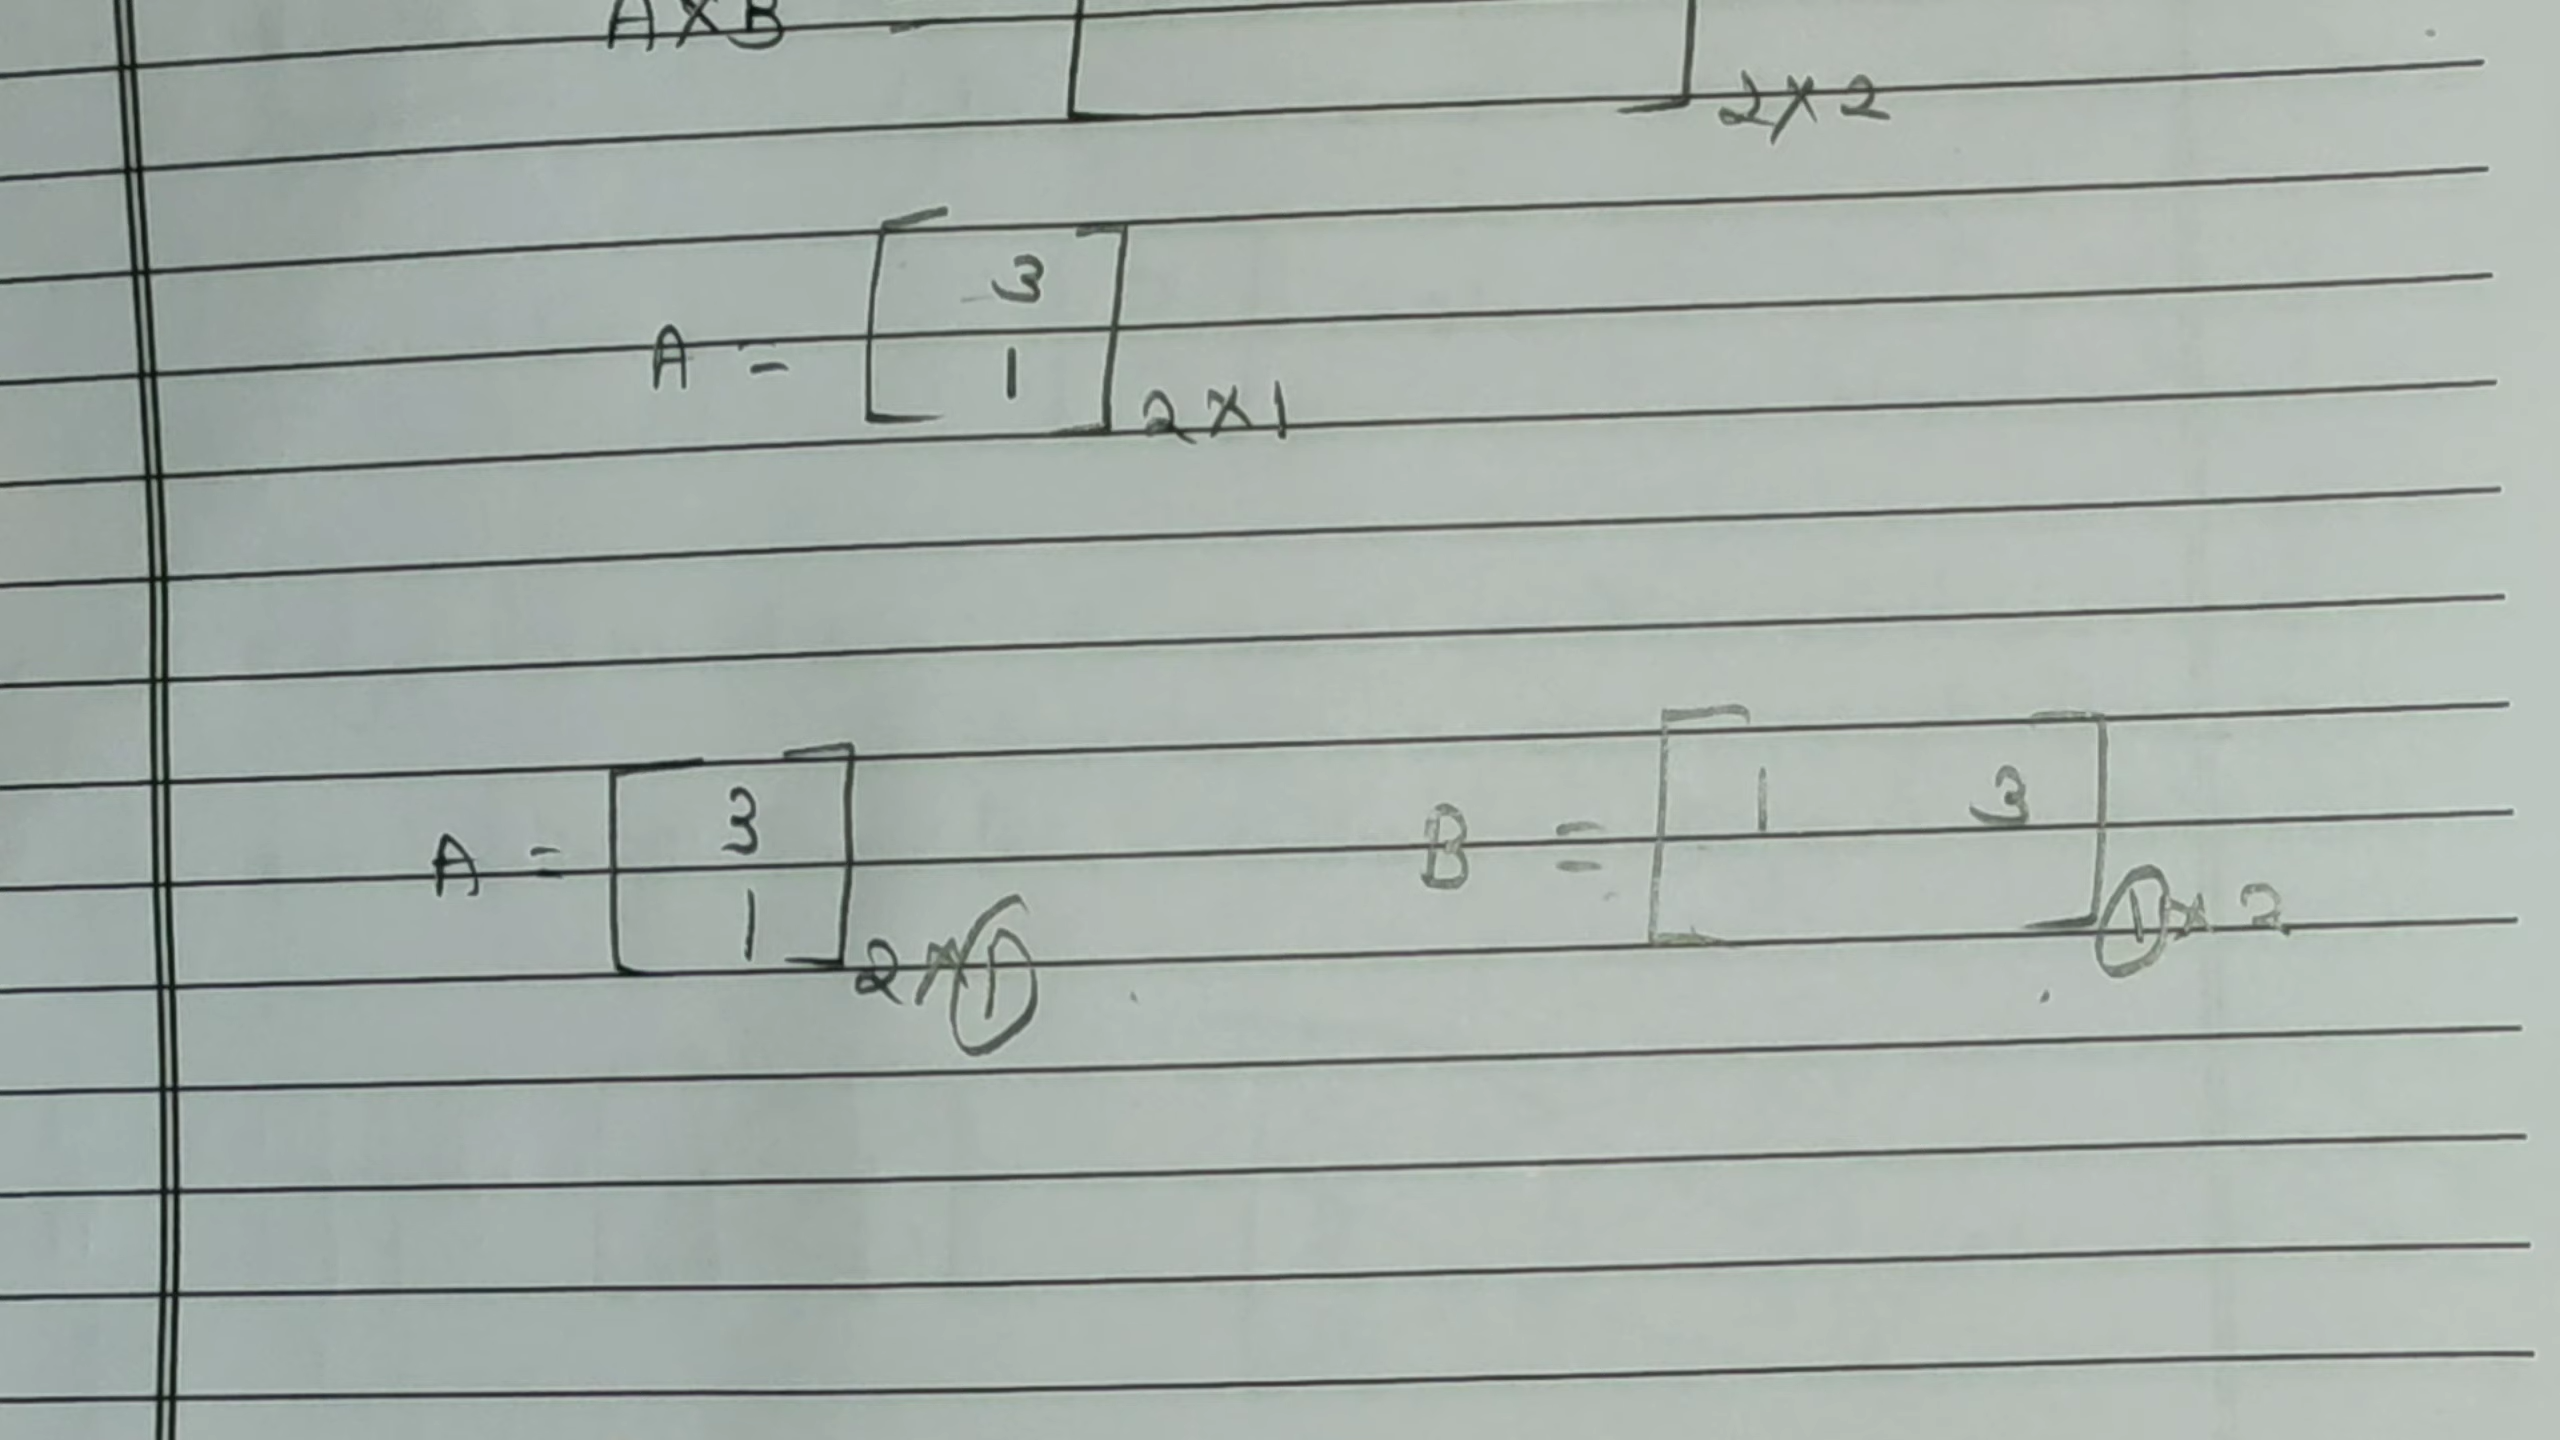 A X B =
2 X 2
3
A = 1 2 X 1
3 1 3
A = 1 2 X 1 B = 1 X 2